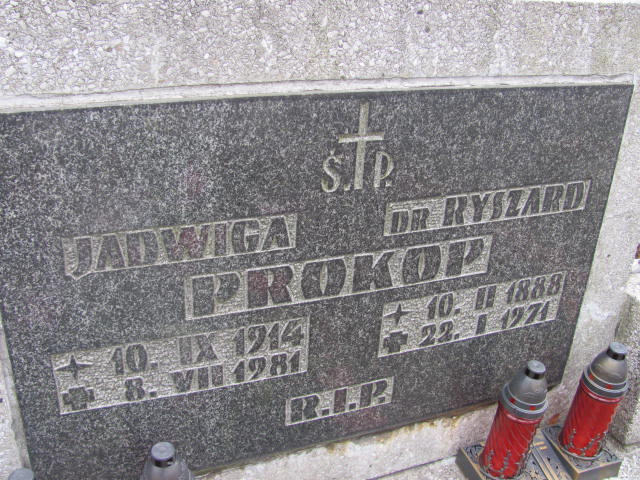 Ś.P.
JADWIGA DR RYSZARD
PROKOP
10. IX 1914 10. II 1888
8. VII 1981 22. I 1971
R.I.P.